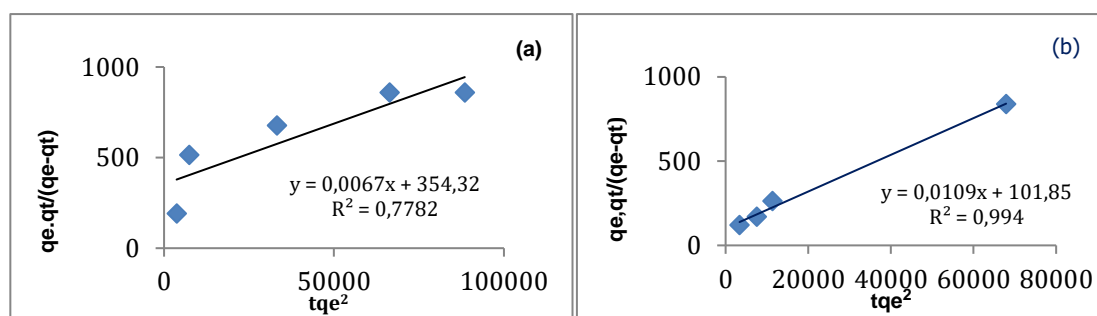 (a)
1000
500
0
qe.qt/(qe-qt)
y = 0,0067x + 354,32
R² = 0,7782
0 50000 100000
tqe²
(b)
1000
500
0
qe,qt/(qe-qt)
y = 0,0109x + 101,85
R² = 0,994
0 20000 40000 60000 80000
tqe²